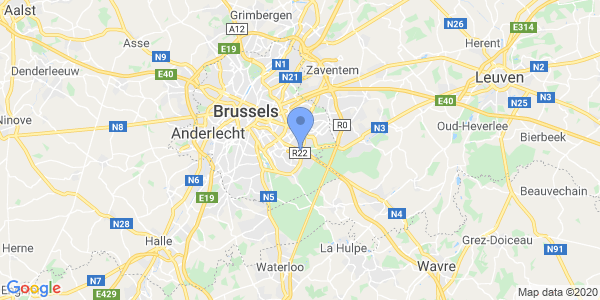 Aalst
Grimbergen
A12
N26
E314
Asse
E19
Herent
N9
N1
Zaventem
Denderleeuw
E40
N21
Leuven
N2
N3
E40
N25
Brussels
Ninove
N8
Anderlecht
R0
N3
Oud-Heverlee
Bierbeek
R22
N6
E19
N5
Beauvechain
N4
N28
Herne
Halle
La Hulpe
Grez-Doiceau
N91
N7
Waterloo
Wavre
E429
Google
Map data ©2020